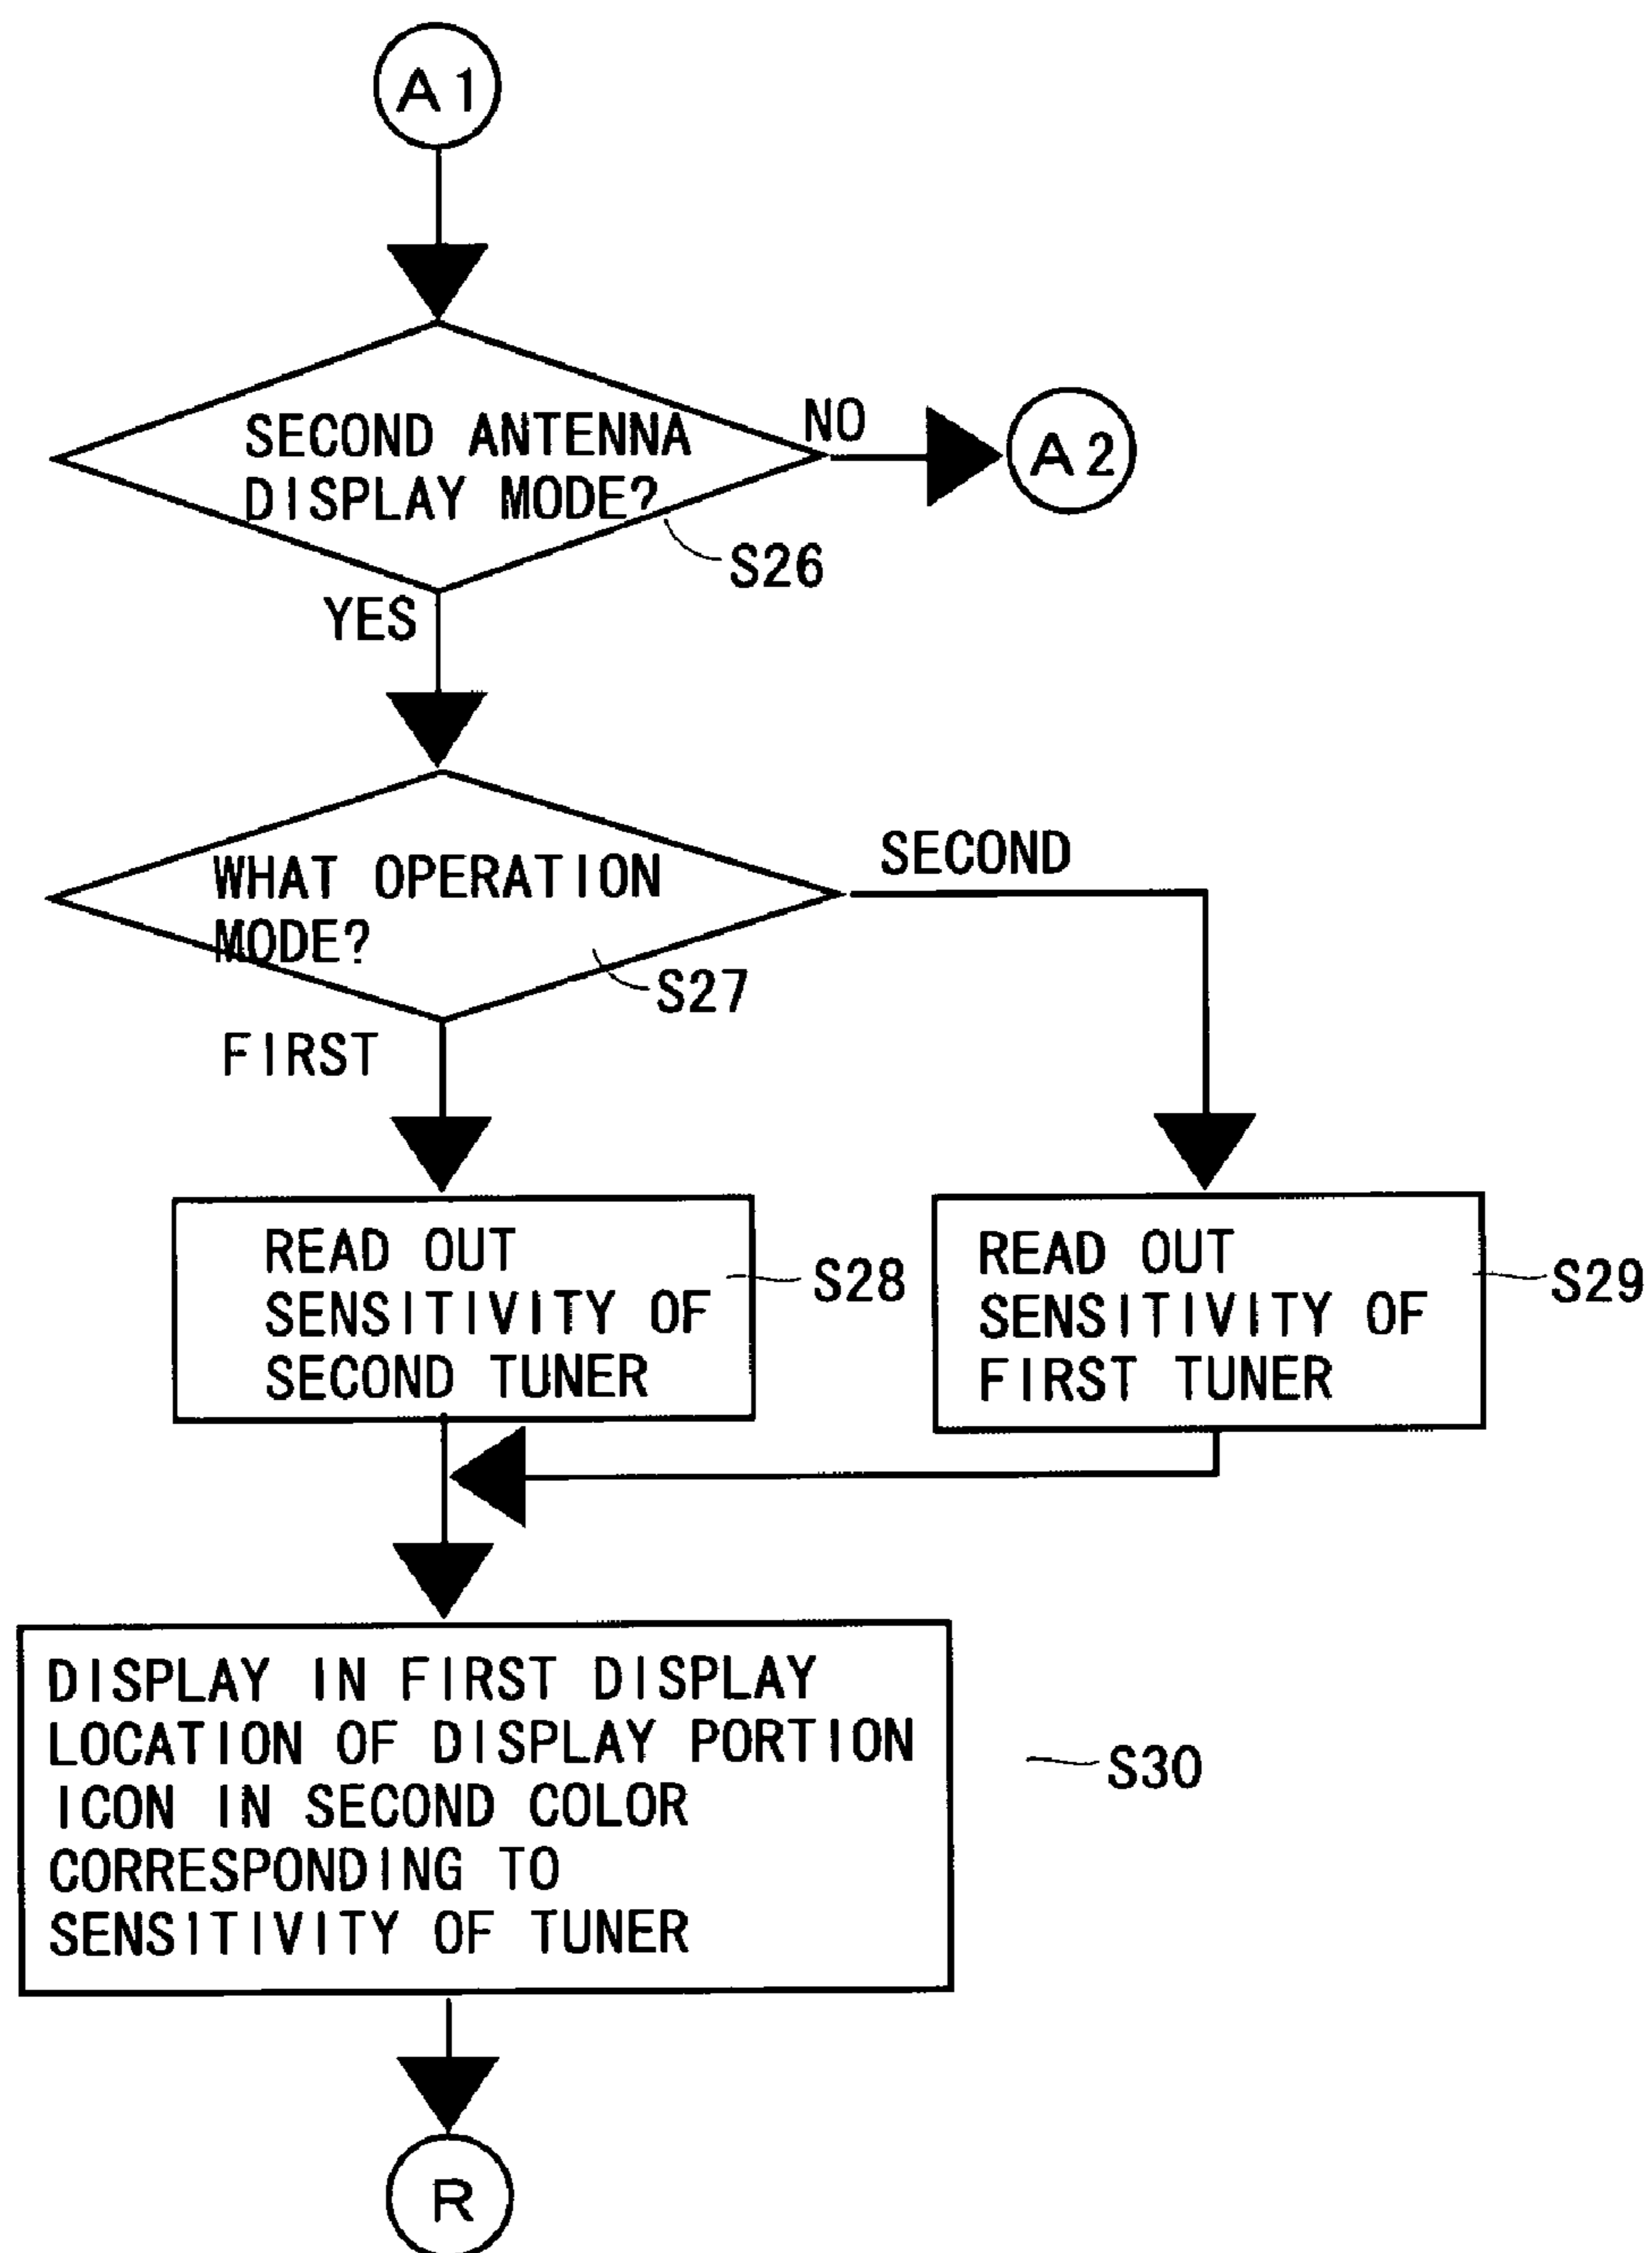 A1
SECOND ANTENNA
DISPLAY MODE?
NO
A2
S26
YES
WHAT OPERATION
MODE?
SECOND
S27
FIRST
READ OUT
SENSITIVITY OF
SECOND TUNER
S28
READ OUT
SENSITIVITY OF
FIRST TUNER
S29
DISPLAY IN FIRST DISPLAY
LOCATION OF DISPLAY PORTION
ICON IN SECOND COLOR
CORRESPONDING TO
SENSITIVITY OF TUNER
S30
R